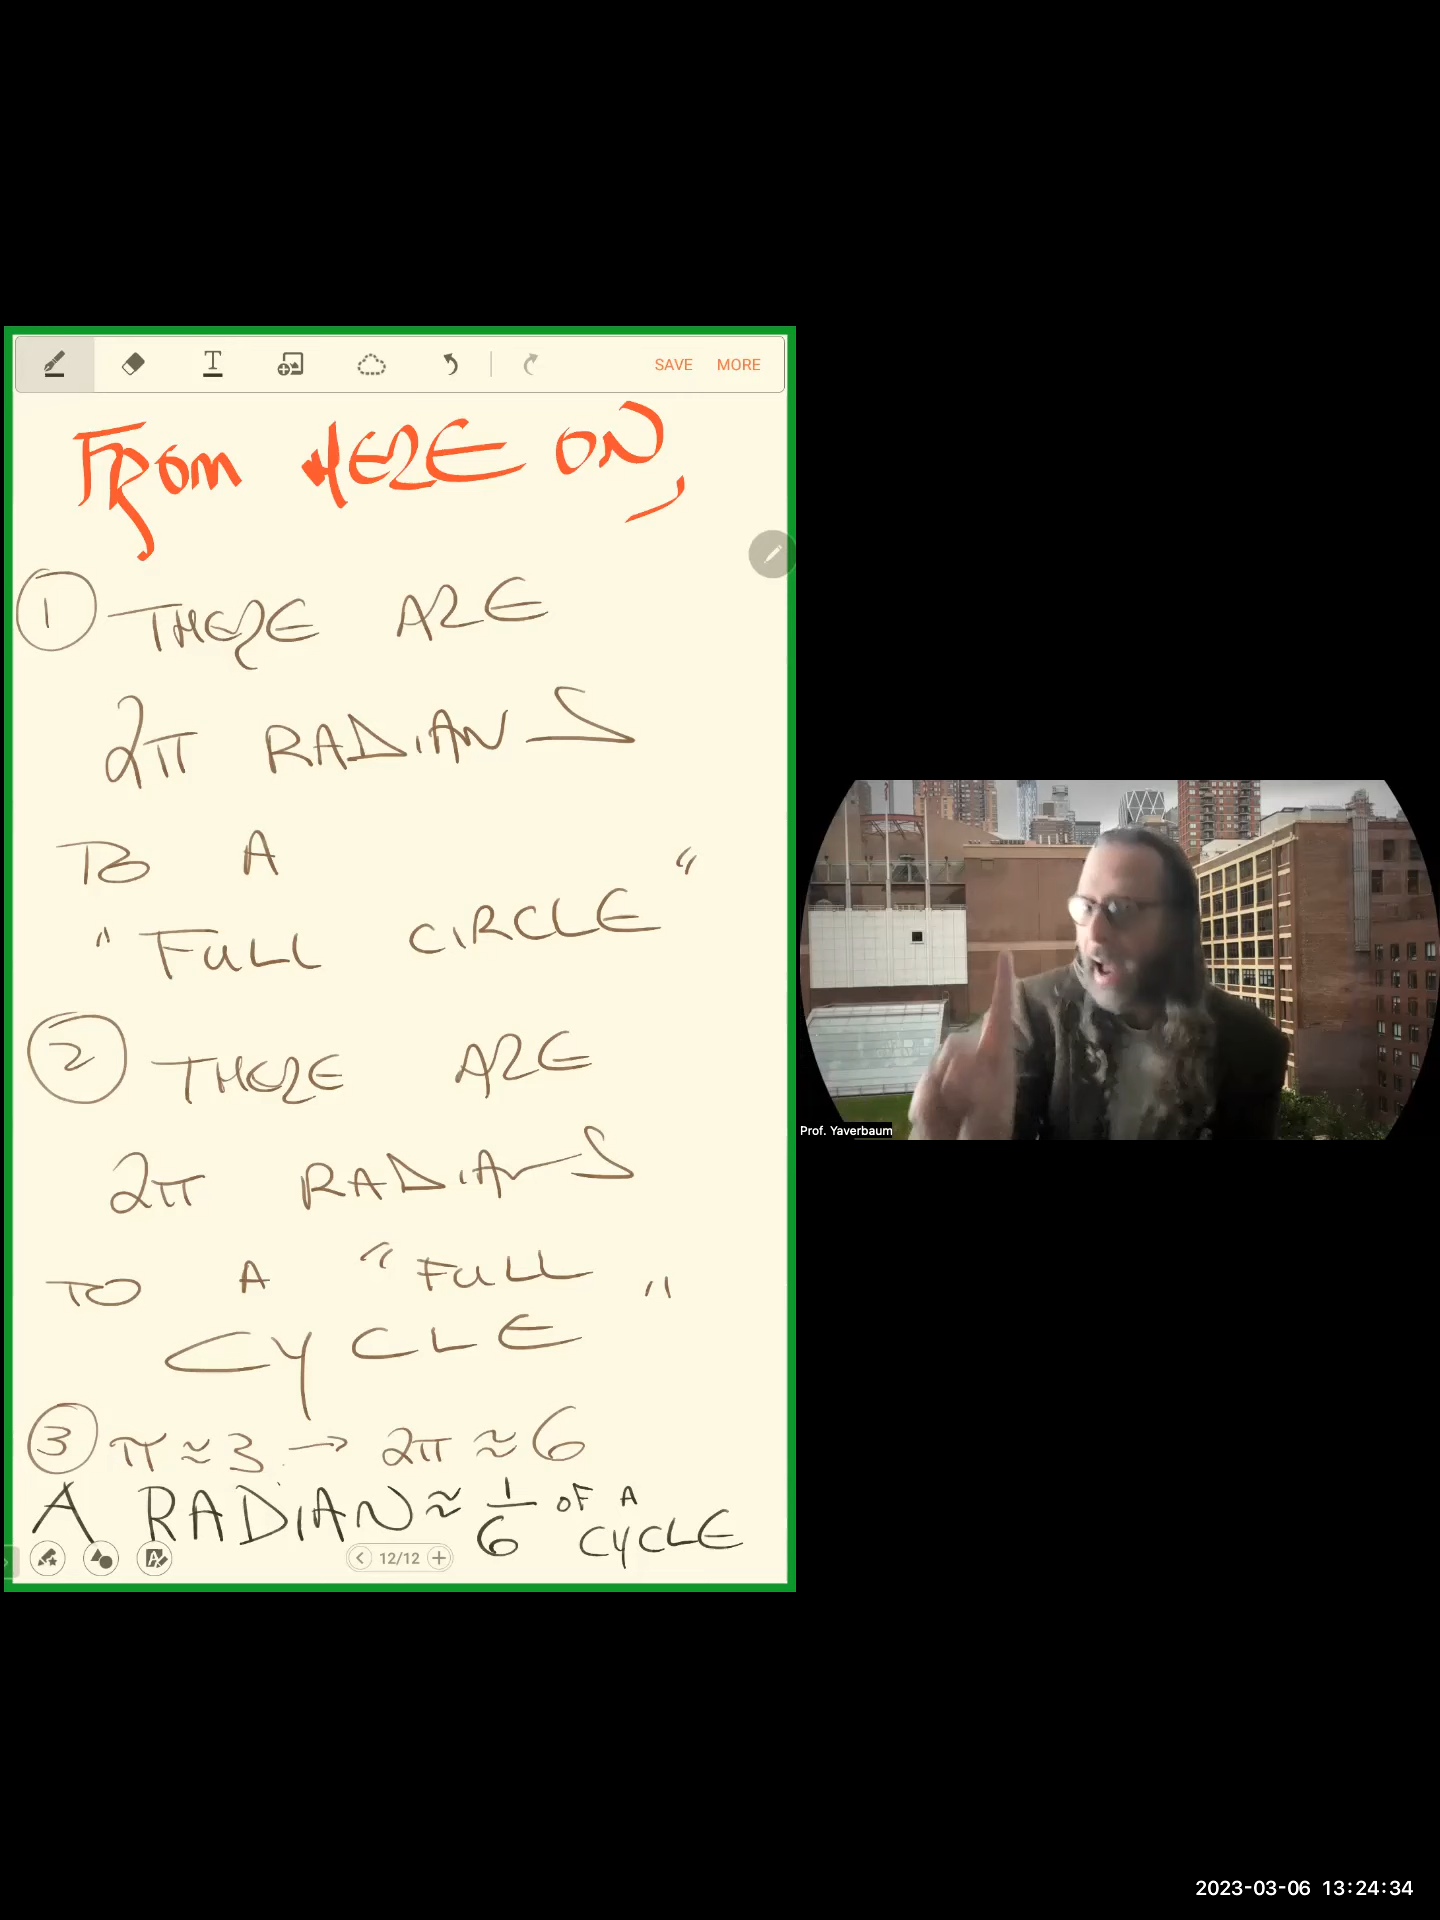 SAVE MORE
FROM HERE ON,
1 THERE ARE
2π RADIANS
TO A
"FULL CIRCLE"
2 THERE ARE
2π RADIANS
TO A "FULL
CYCLE"
3 π ≈ 3 → 2π ≈ 6
A RADIAN ≈ 1/6 OF A
CYCLE
12/12
Prof. Yaverbaum
2023-03-06 13:24:34